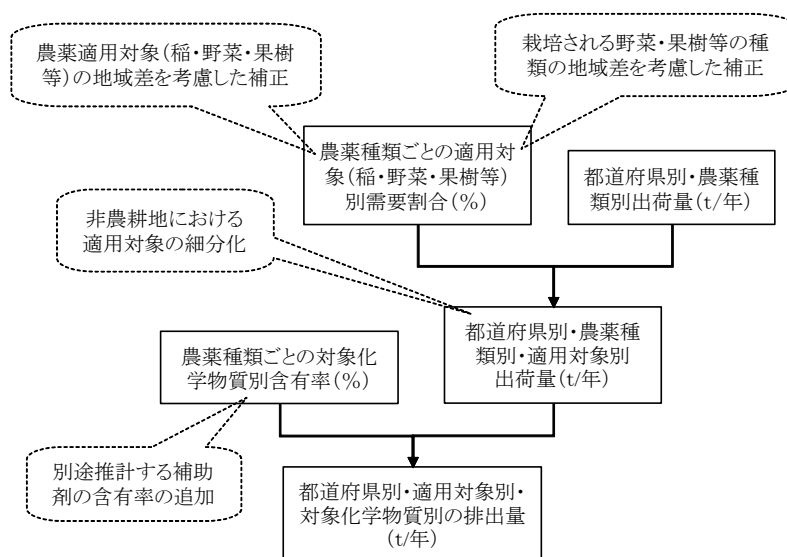 農薬適用対象(稲・野菜・果樹
等)の地域差を考慮した補正
栽培される野菜・果樹等の種
類の地域差を考慮した補正
農薬種類ごとの適用対
象(稲・野菜・果樹等)
別需要割合(%)
都道府県別・農薬種
類別出荷量(t/年)
非農耕地における
適用対象の細分化
都道府県別・農薬種
類別・適用対象別
出荷量(t/年)
農薬種類ごとの対象化
学物質別含有率(%)
別途推計する補助
剤の含有率の追加
都道府県別・適用対象別・
対象化学物質別の排出量
(t/年)